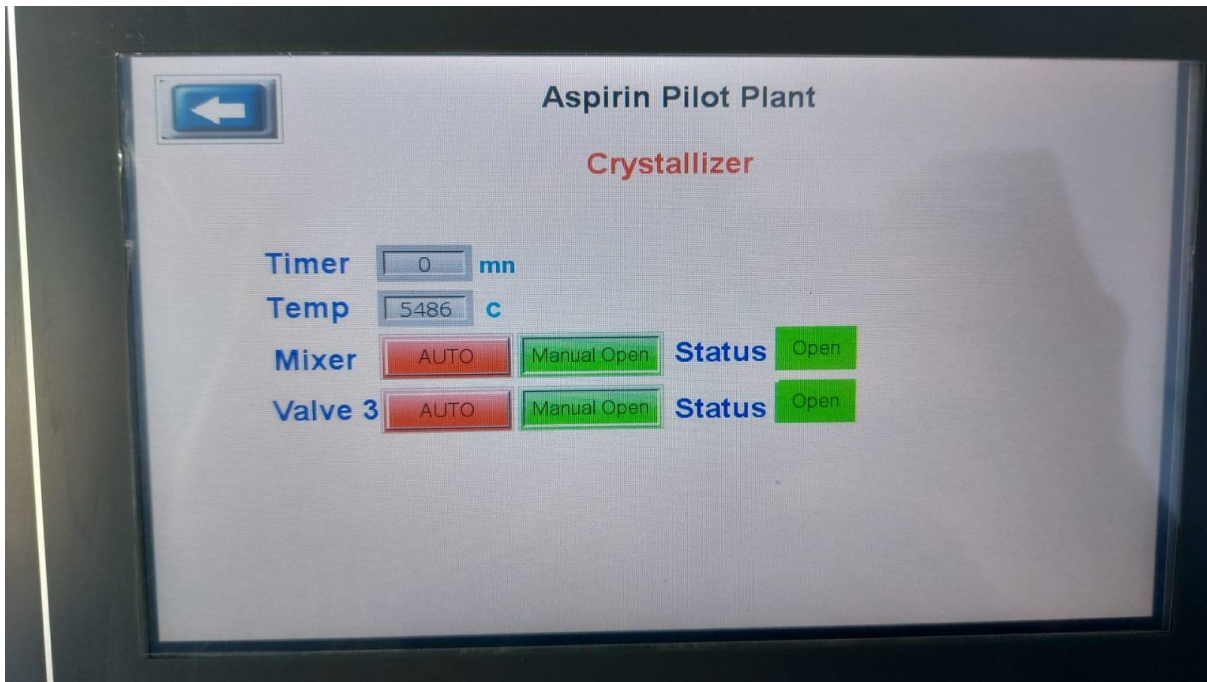 Aspirin Pilot Plant
Crystallizer
Timer 0 mn
Temp 5486 C
Mixer AUTO Manual Open Status Open
Valve 3 AUTO Manual Open Status Open